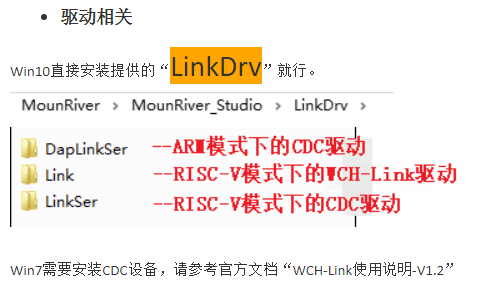 • 驱动相关
Win10直接安装提供的“LinkDrv”就行。
MounRiver > MounRiver_Studio > LinkDrv >
DapLinkSer --ARM模式下的CDC驱动
Link --RISC-V模式下的WCH-Link驱动
LinkSer --RISC-V模式下的CDC驱动
Win7需要安装CDC设备，请参考官方文档“WCH-Link使用说明-V1.2”